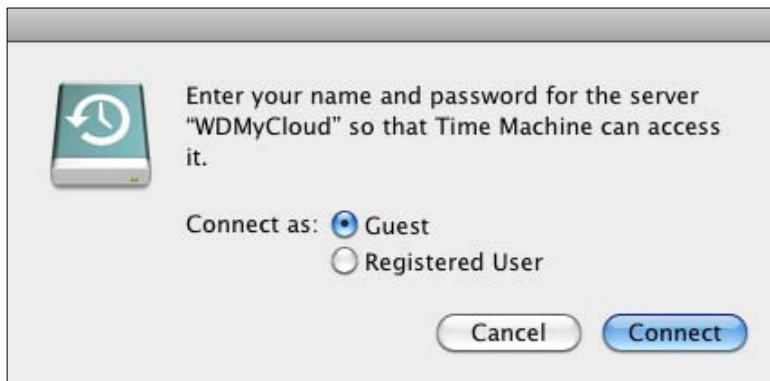 Enter your name and password for the server
“WDMyCloud” so that Time Machine can access
it.
Connect as: Guest
Registered User
Cancel Connect